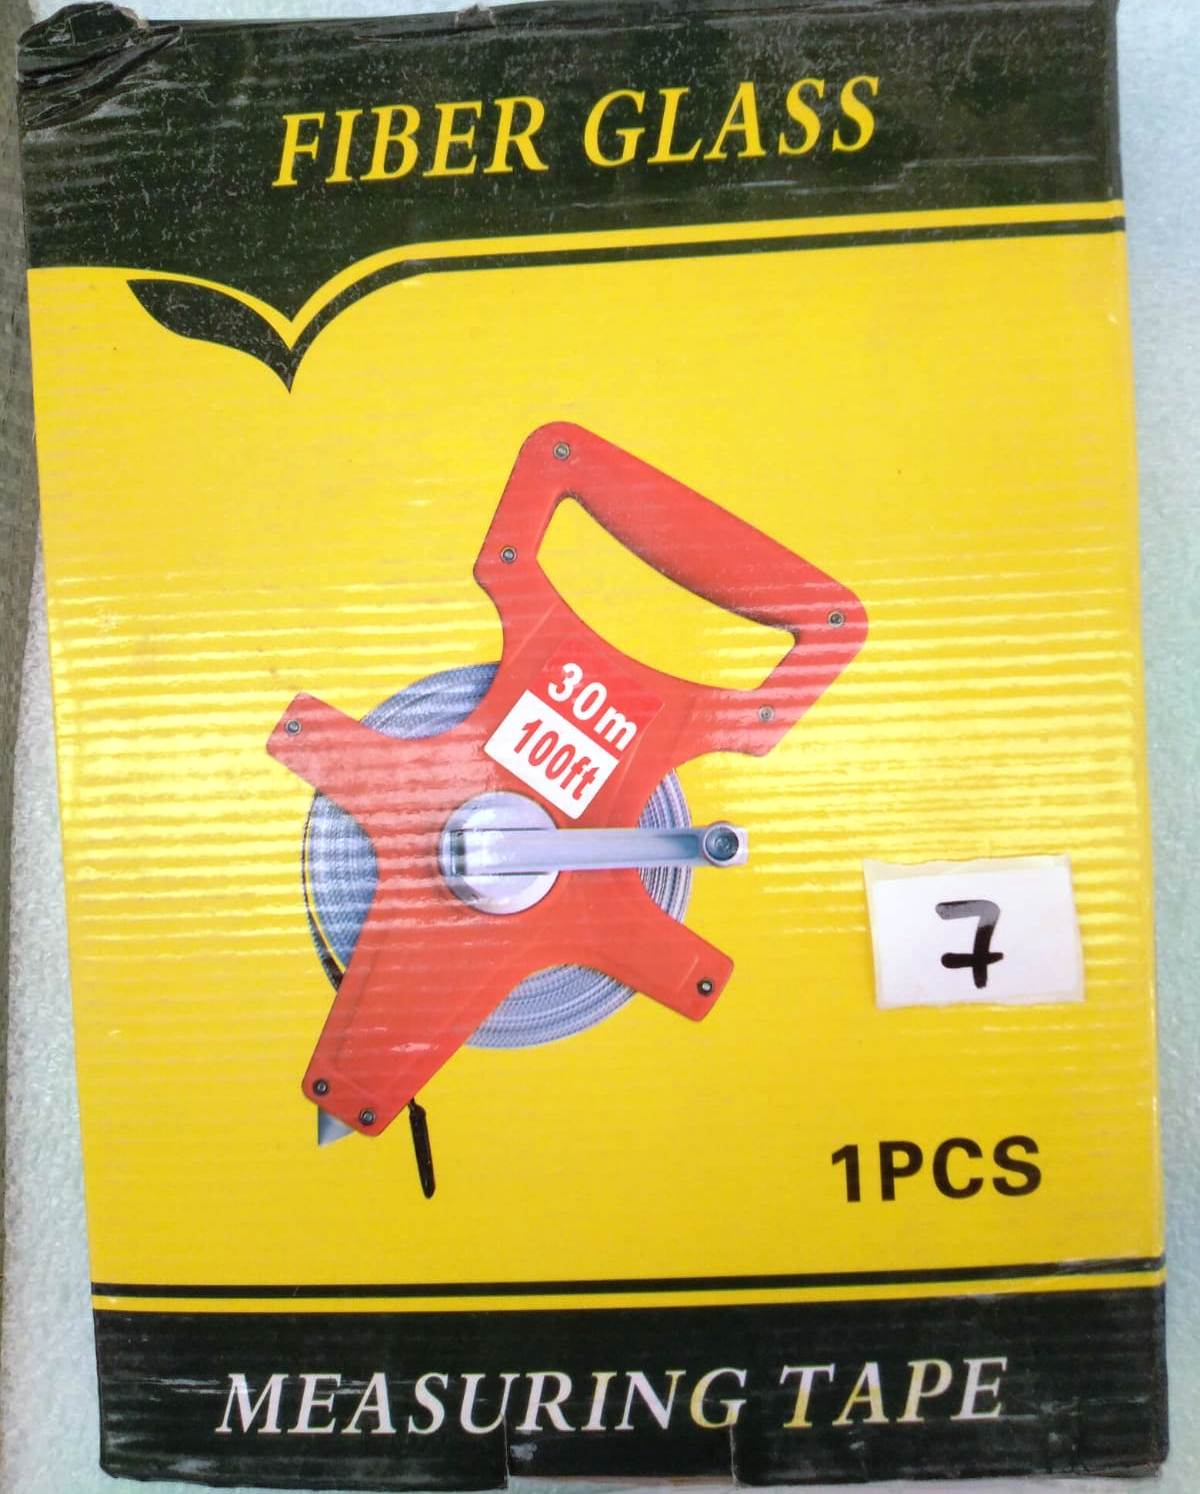 FIBER GLASS
30m
100ft
7
1PCS
MEASURING TAPE